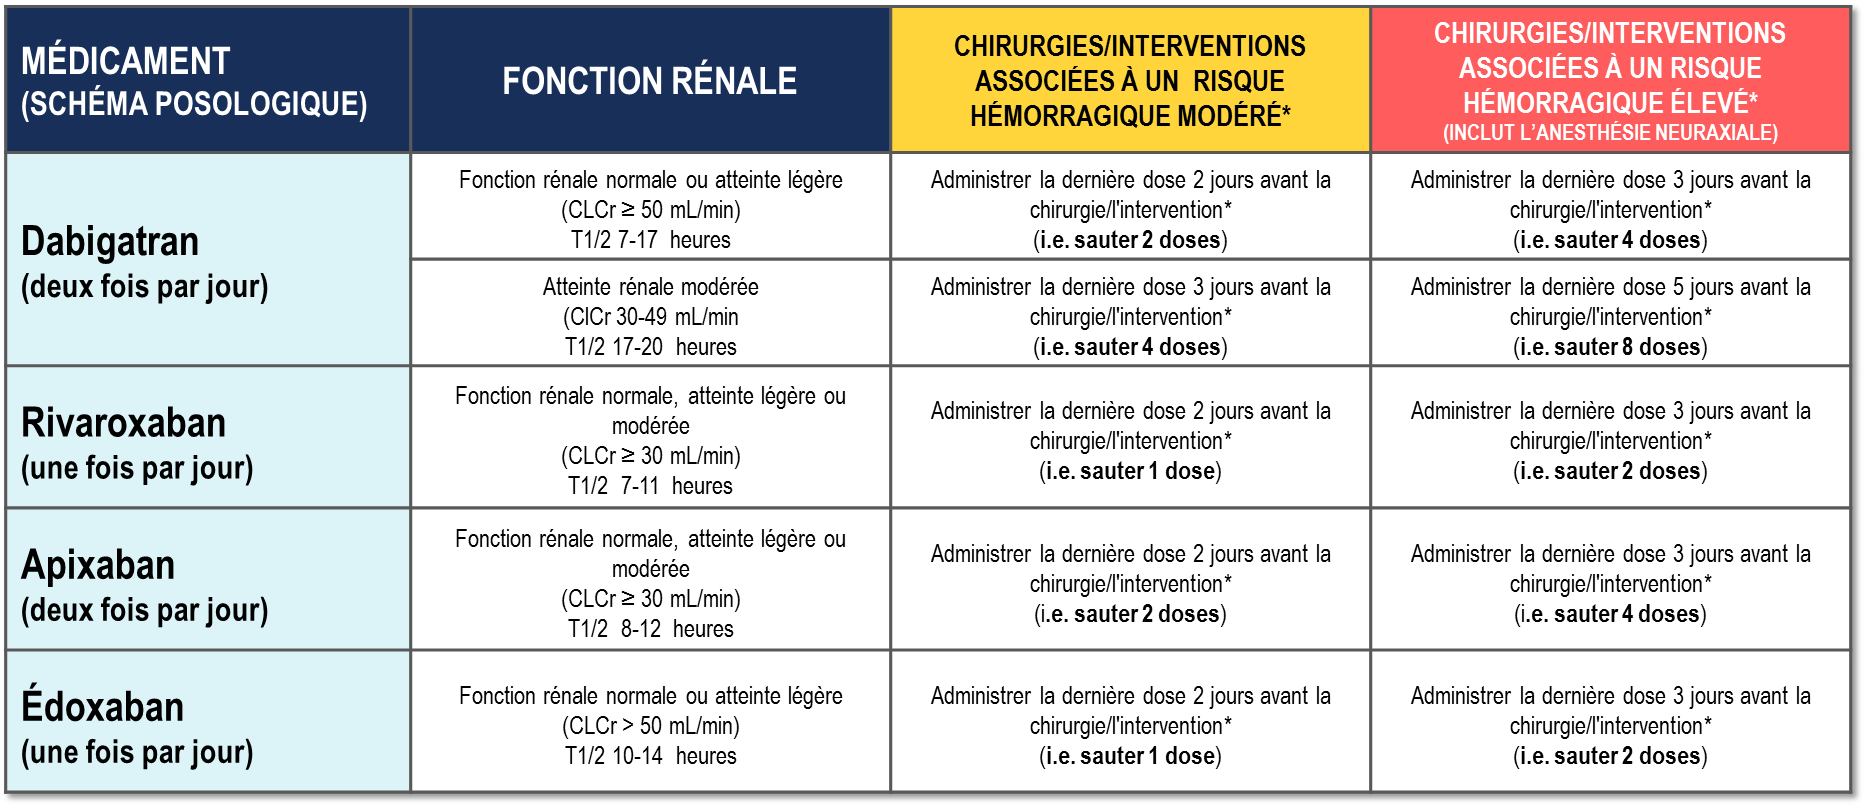 MÉDICAMENT
(SCHÉMA POSOLOGIQUE)
FONCTION RÉNALE
CHIRURGIES/INTERVENTIONS
ASSOCIÉES À UN RISQUE
HÉMORRAGIQUE MODÉRÉ*
CHIRURGIES/INTERVENTIONS
ASSOCIÉES À UN RISQUE
HÉMORRAGIQUE ÉLEVÉ*
(INCLUT L'ANESTHÉSIE NEURAXIALE)
Dabigatran
(deux fois par jour)
Fonction rénale normale ou atteinte légère
(CLCr ≥ 50 mL/min)
T1/2 7-17 heures
Administrer la dernière dose 2 jours avant la
chirurgie/l'intervention*
(i.e. sauter 2 doses)
Administrer la dernière dose 3 jours avant la
chirurgie/l'intervention*
(i.e. sauter 4 doses)
Atteinte rénale modérée
(ClCr 30-49 mL/min
T1/2 17-20 heures
Administrer la dernière dose 3 jours avant la
chirurgie/l'intervention*
(i.e. sauter 4 doses)
Administrer la dernière dose 5 jours avant la
chirurgie/l'intervention*
(i.e. sauter 8 doses)
Rivaroxaban
(une fois par jour)
Fonction rénale normale, atteinte légère ou
modérée
(CLCr ≥ 30 mL/min)
T1/2 7-11 heures
Administrer la dernière dose 2 jours avant la
chirurgie/l'intervention*
(i.e. sauter 1 dose)
Administrer la dernière dose 3 jours avant la
chirurgie/l'intervention*
(i.e. sauter 2 doses)
Apixaban
(deux fois par jour)
Fonction rénale normale, atteinte légère ou
modérée
(CLCr ≥ 30 mL/min)
T1/2 8-12 heures
Administrer la dernière dose 2 jours avant la
chirurgie/l'intervention*
(i.e. sauter 2 doses)
Administrer la dernière dose 3 jours avant la
chirurgie/l'intervention*
(i.e. sauter 4 doses)
Édoxaban
(une fois par jour)
Fonction rénale normale ou atteinte légère
(CLCr > 50 mL/min)
T1/2 10-14 heures
Administrer la dernière dose 2 jours avant la
chirurgie/l'intervention*
(i.e. sauter 1 dose)
Administrer la dernière dose 3 jours avant la
chirurgie/l'intervention*
(i.e. sauter 2 doses)